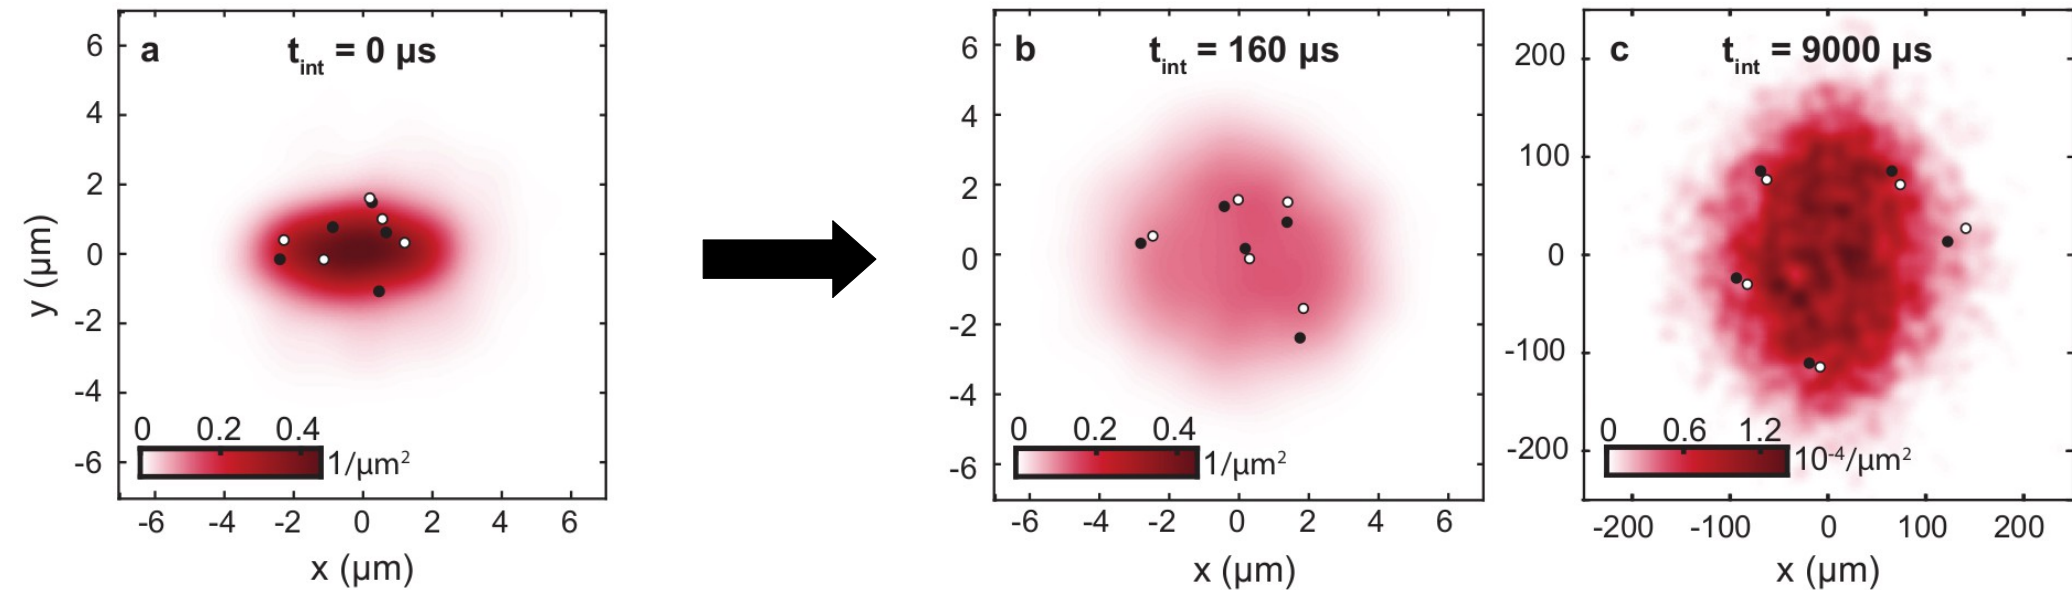 a t_int = 0 µs
6
4
2
0
-2
-4
-6
y (µm)
0 0.2 0.4
1/µm²
-6 -4 -2 0 2 4 6
x (µm)
b t_int = 160 µs
6
4
2
0
-2
-4
-6
0 0.2 0.4
1/µm²
-6 -4 -2 0 2 4 6
x (µm)
c t_int = 9000 µs
200
100
0
-100
-200
0 0.6 1.2
10⁻⁴/µm²
-200 -100 0 100 200
x (µm)